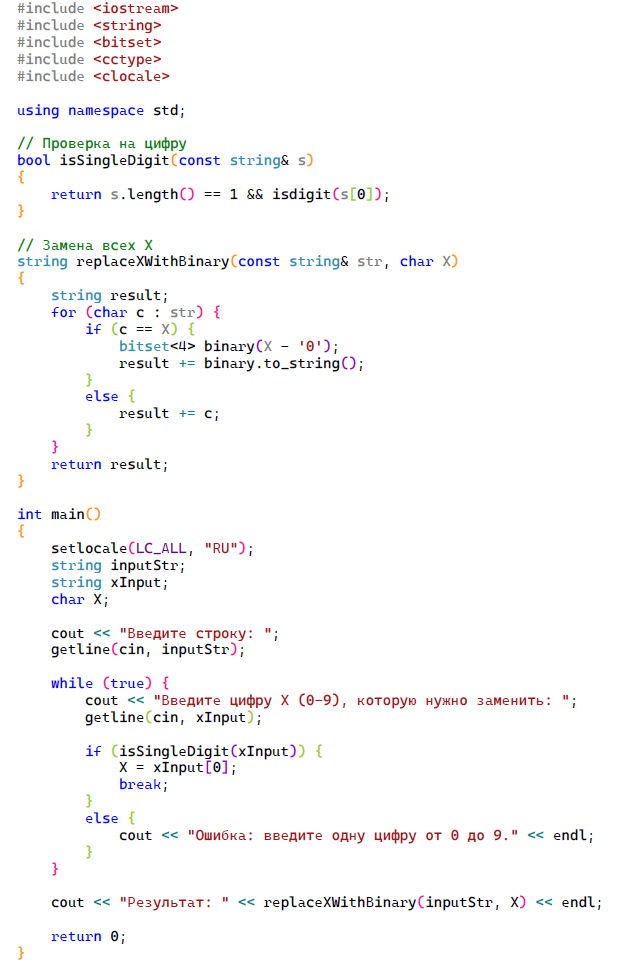 #include <iostream>
#include <string>
#include <bitset>
#include <cctype>
#include <clocale>

using namespace std;

// Проверка на цифру
bool isSingleDigit(const string& s)
{
    return s.length() == 1 && isdigit(s[0]);
}

// Замена всех X
string replaceXWithBinary(const string& str, char X)
{
    string result;
    for (char c : str) {
        if (c == X) {
            bitset<4> binary(X - '0');
            result += binary.to_string();
        }
        else {
            result += c;
        }
    }
    return result;
}

int main()
{
    setlocale(LC_ALL, "RU");
    string inputStr;
    string xInput;
    char X;

    cout << "Введите строку: ";
    getline(cin, inputStr);

    while (true) {
        cout << "Введите цифру X (0-9), которую нужно заменить: ";
        getline(cin, xInput);

        if (isSingleDigit(xInput)) {
            X = xInput[0];
            break;
        }
        else {
            cout << "Ошибка: введите одну цифру от 0 до 9." << endl;
        }
    }

    cout << "Результат: " << replaceXWithBinary(inputStr, X) << endl;

    return 0;
}